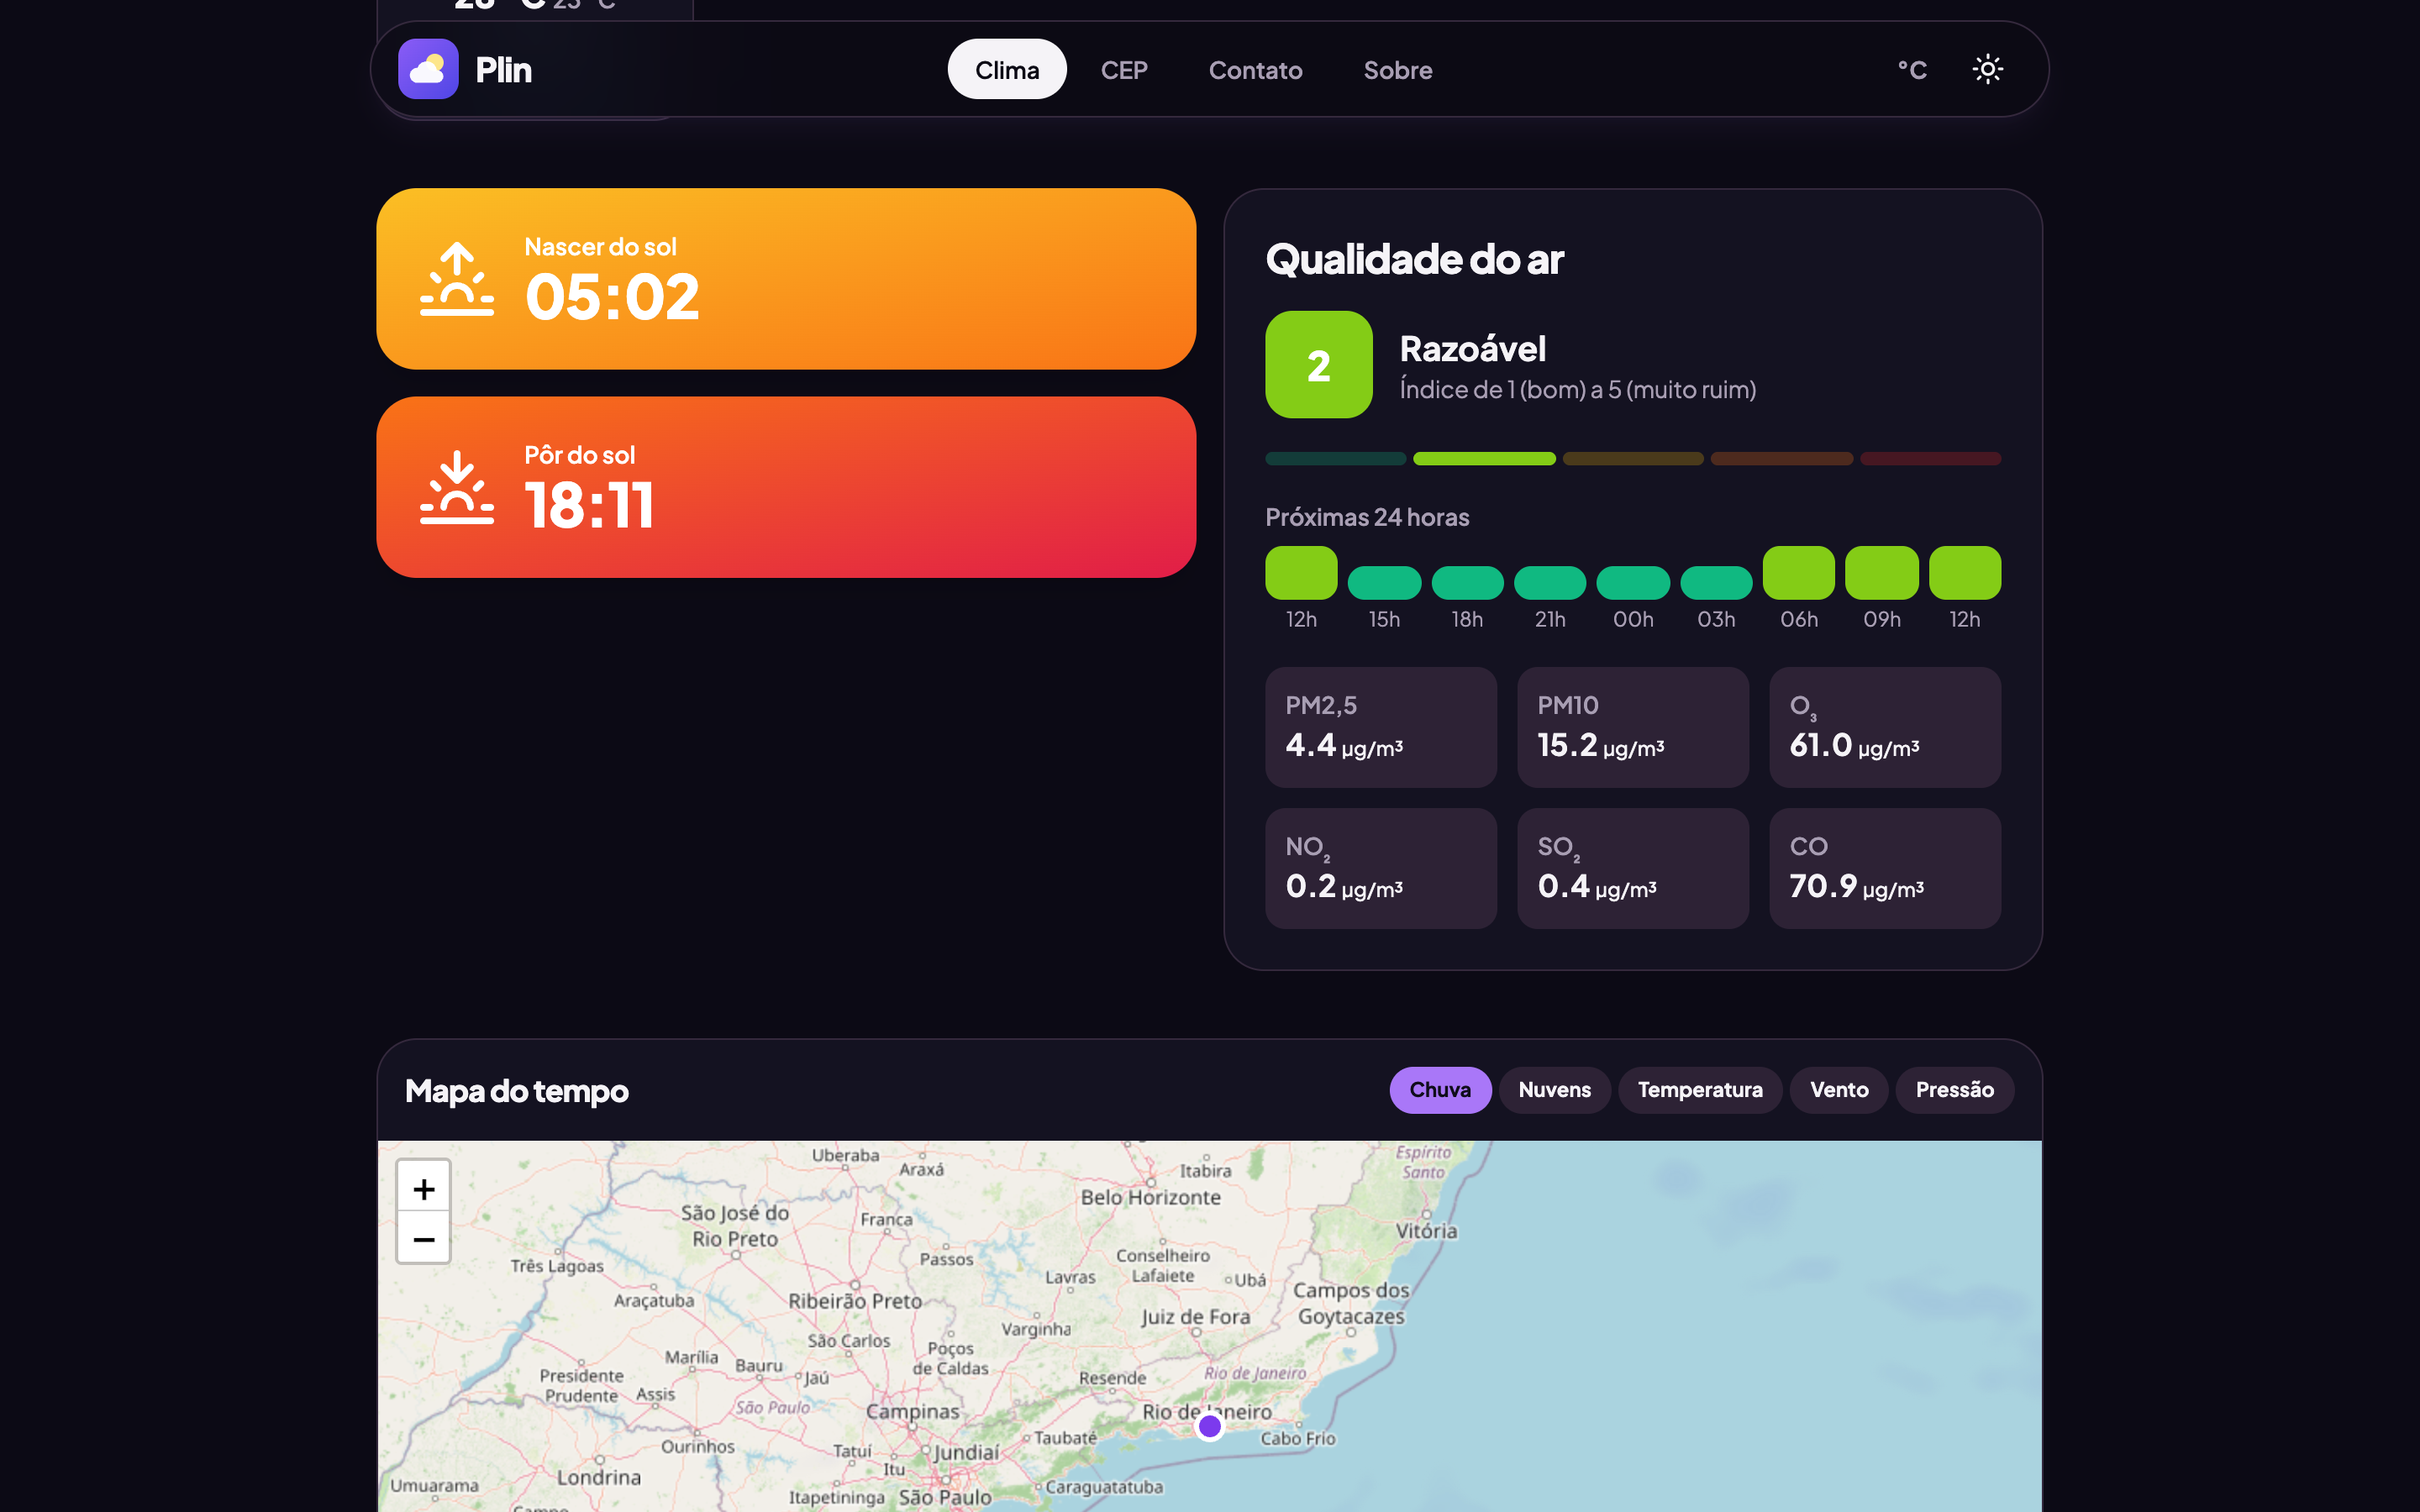 28°C 23°C
Plin
Clima
CEP
Contato
Sobre
°C
Nascer do sol
05:02
Pôr do sol
18:11
Qualidade do ar
2
Razoável
Índice de 1 (bom) a 5 (muito ruim)
Próximas 24 horas
12h 15h 18h 21h 00h 03h 06h 09h 12h
PM2,5
4.4 µg/m³
PM10
15.2 µg/m³
O₃
61.0 µg/m³
NO₂
0.2 µg/m³
SO₂
0.4 µg/m³
CO
70.9 µg/m³
Mapa do tempo
Chuva
Nuvens
Temperatura
Vento
Pressão
+
−
Uberaba
Araxá
Itabira
Espírito
Santo
Belo Horizonte
São José do
Rio Preto
Franca
Vitória
Três Lagoas
Passos
Conselheiro
Lafaiete
Lavras
Ubá
Araçatuba
Ribeirão Preto
Campos dos
Goytacazes
Juiz de Fora
Varginha
São Carlos
Poços
de Caldas
Marília
Bauru
Jaú
Presidente
Prudente
Assis
Resende
Rio de Janeiro
São Paulo
Campinas
Rio de Janeiro
Cabo Frio
Ourinhos
Tatuí
Jundiaí
Taubaté
Itu
Londrina
Umuarama
Itapetininga
São Paulo
Caraguatatuba
Campo